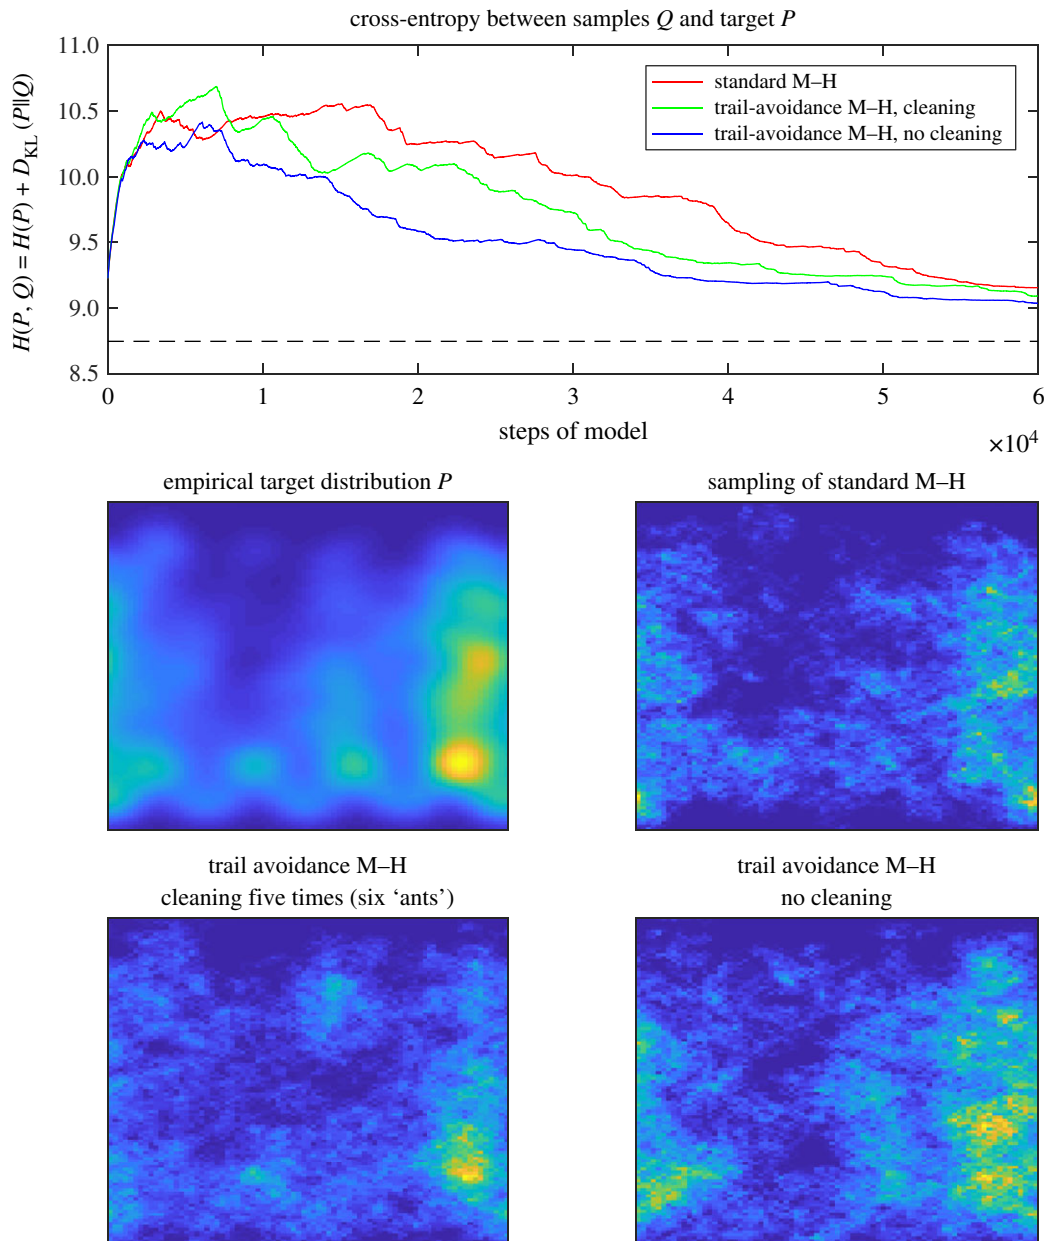 cross-entropy between samples Q and target P
11.0
10.5
10.0
9.5
9.0
8.5
H(P, Q) = H(P) + D_KL (P||Q)
standard M–H
trail-avoidance M–H, cleaning
trail-avoidance M–H, no cleaning
0 1 2 3 4 5 6
steps of model
×10⁴
empirical target distribution P
sampling of standard M–H
trail avoidance M–H
cleaning five times (six ‘ants’)
trail avoidance M–H
no cleaning